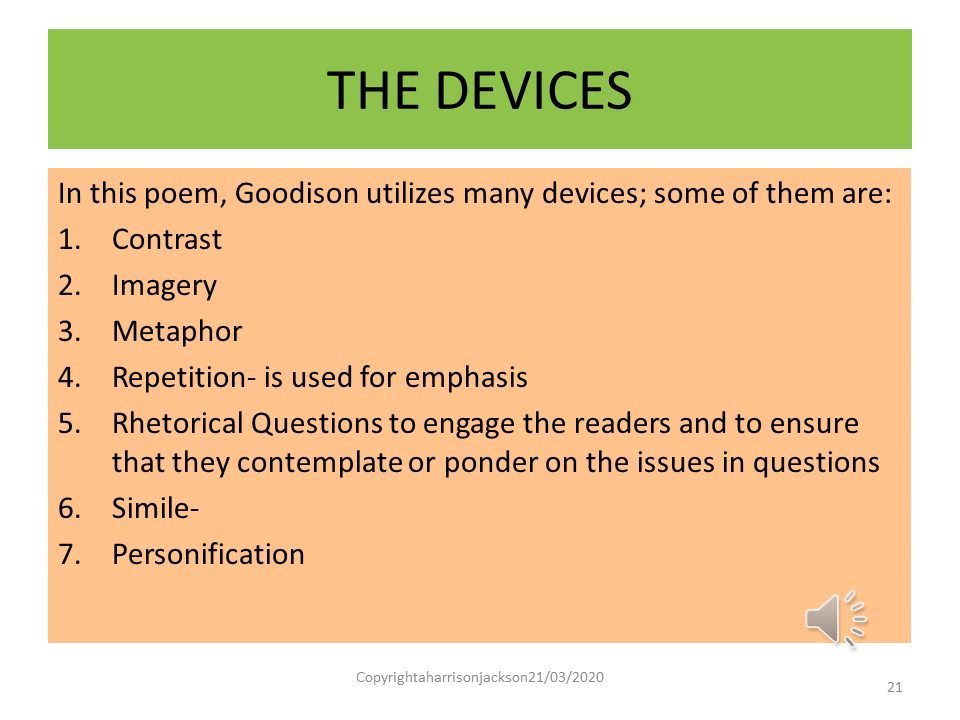 THE DEVICES
In this poem, Goodison utilizes many devices; some of them are:
1. Contrast
2. Imagery
3. Metaphor
4. Repetition- is used for emphasis
5. Rhetorical Questions to engage the readers and to ensure
that they contemplate or ponder on the issues in questions
6. Simile-
7. Personification
Copyrightaharrisonjackson21/03/2020
21